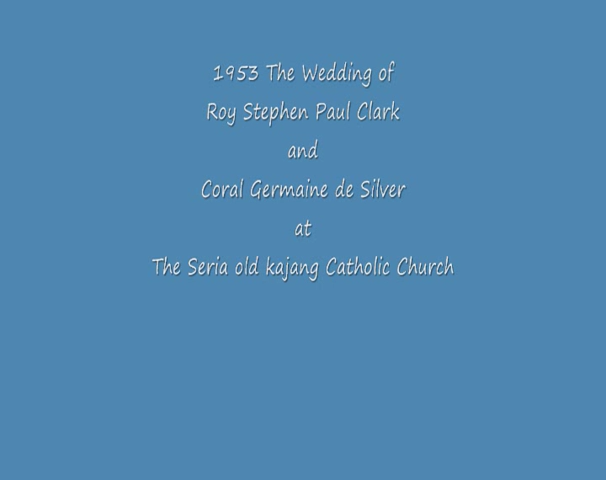 1953 The Wedding of
Roy Stephen Paul Clark
and
Coral Germaine de Silver
at
The Seria old kajang Catholic Church